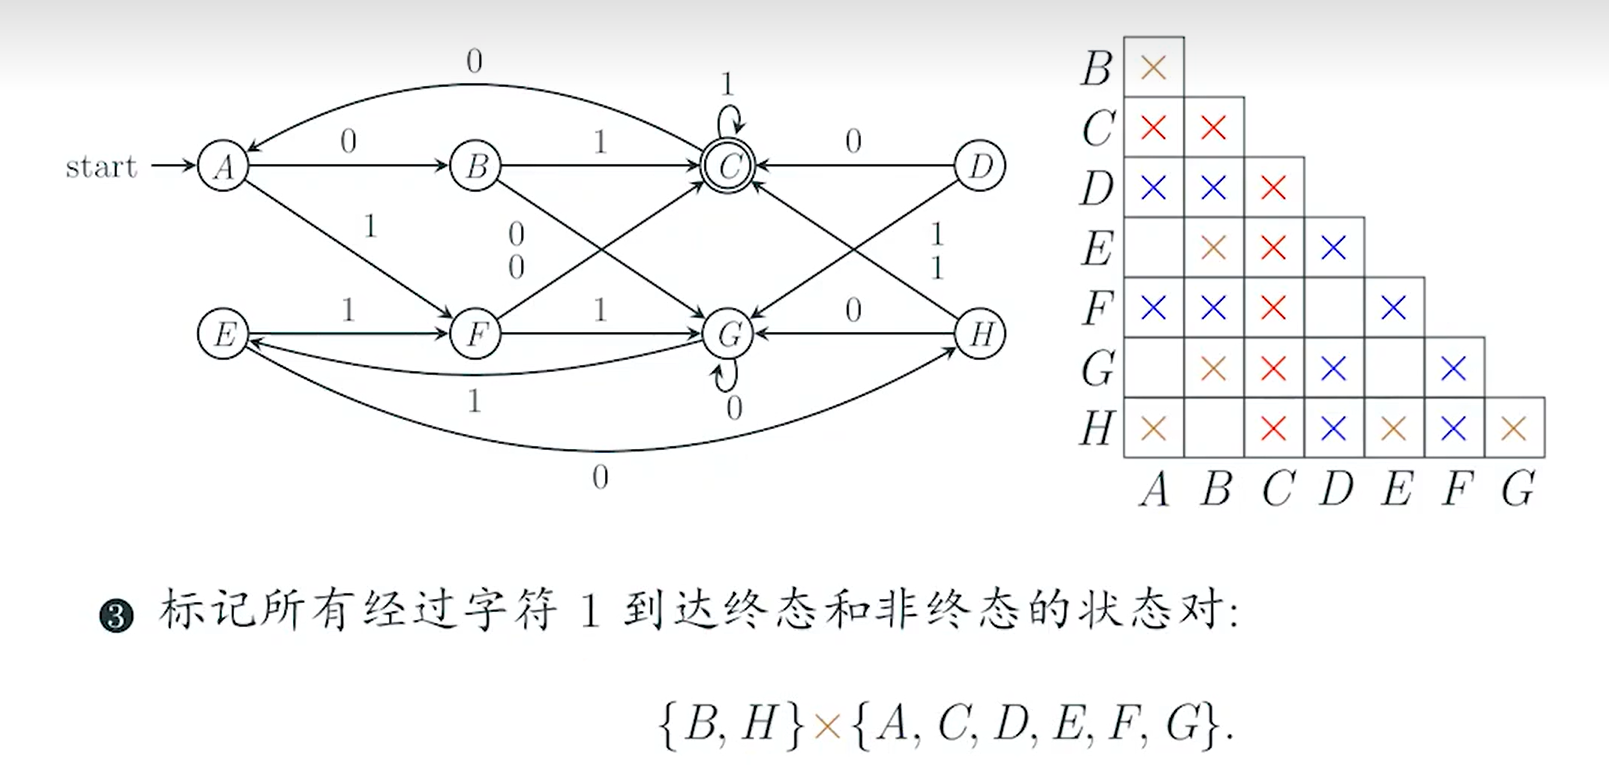 0
1
0
1
0
start
A
B
C
D
1
0
0
1
1
1
1
0
E
F
G
H
1
0
0
B ×
C × ×
D × × ×
E × × ×
F × × × ×
G × × × ×
H × × × × × ×
A B C D E F G
❸ 标记所有经过字符 1 到达终态和非终态的状态对:
{B, H}×{A, C, D, E, F, G}.